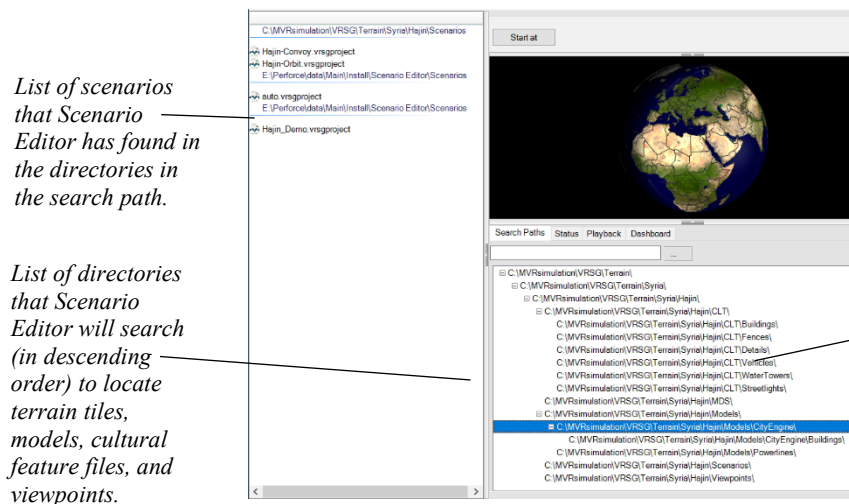 List of scenarios
that Scenario
Editor has found in
the directories in
the search path.
List of directories
that Scenario
Editor will search
(in descending
order) to locate
terrain tiles,
models, cultural
feature files, and
viewpoints.
C:\MVRsimulation\VRSG\Terrain\Syria\Hajin\Scenarios
Hajin-Convoy.vrsgproject
Hajin-Orbit.vrsgproject
E:\Perforce\data\Main\Install\Scenario Editor\Scenarios
auto.vrsgproject
E:\Perforce\data\Main\Install\Scenario Editor\Scenarios
Hajin_Demo.vrsgproject
Start at
Search Paths Status Playback Dashboard
...
C:\MVRsimulation\VRSG\Terrain\
C:\MVRsimulation\VRSG\Terrain\Syria\
C:\MVRsimulation\VRSG\Terrain\Syria\Hajin\
C:\MVRsimulation\VRSG\Terrain\Syria\Hajin\CLT\
C:\MVRsimulation\VRSG\Terrain\Syria\Hajin\CLT\Buildings\
C:\MVRsimulation\VRSG\Terrain\Syria\Hajin\CLT\Fences\
C:\MVRsimulation\VRSG\Terrain\Syria\Hajin\CLT\Details\
C:\MVRsimulation\VRSG\Terrain\Syria\Hajin\CLT\Vehicles\
C:\MVRsimulation\VRSG\Terrain\Syria\Hajin\CLT\WaterTowers\
C:\MVRsimulation\VRSG\Terrain\Syria\Hajin\CLT\Streetlights\
C:\MVRsimulation\VRSG\Terrain\Syria\Hajin\MDS\
C:\MVRsimulation\VRSG\Terrain\Syria\Hajin\Models\
C:\MVRsimulation\VRSG\Terrain\Syria\Hajin\Models\CityEngine\
C:\MVRsimulation\VRSG\Terrain\Syria\Hajin\Models\CityEngine\Buildings\
C:\MVRsimulation\VRSG\Terrain\Syria\Hajin\Models\Powerlines\
C:\MVRsimulation\VRSG\Terrain\Syria\Hajin\Scenarios\
C:\MVRsimulation\VRSG\Terrain\Syria\Hajin\Viewpoints\